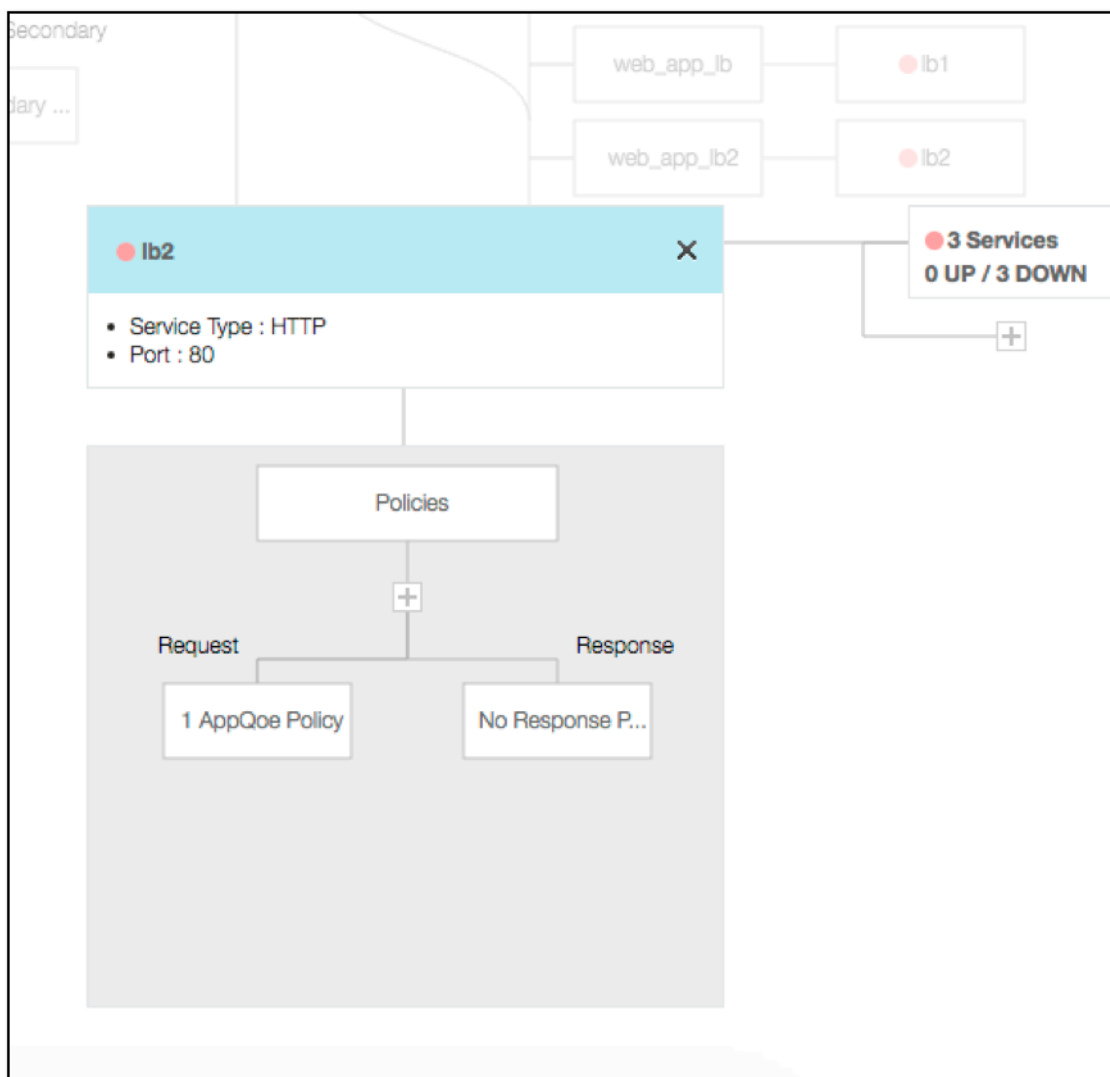 Secondary
dary ...
web_app_lb
lb1
web_app_lb2
lb2
lb2
3 Services
0 UP / 3 DOWN
• Service Type : HTTP
• Port : 80
Policies
Request
Response
1 AppQoe Policy
No Response P...